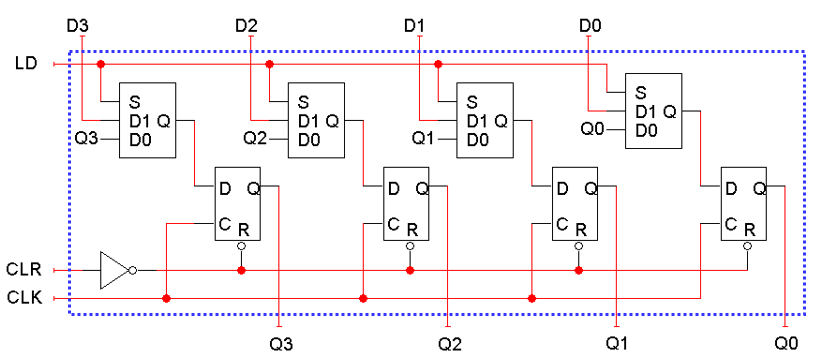 D3 D2 D1 D0
LD
S S S S
D1 Q D1 Q D1 Q D1 Q
Q3 D0 Q2 D0 Q1 D0 Q0 D0
D Q D Q D Q D Q
C R C R C R C R
CLR
CLK
Q3 Q2 Q1 Q0